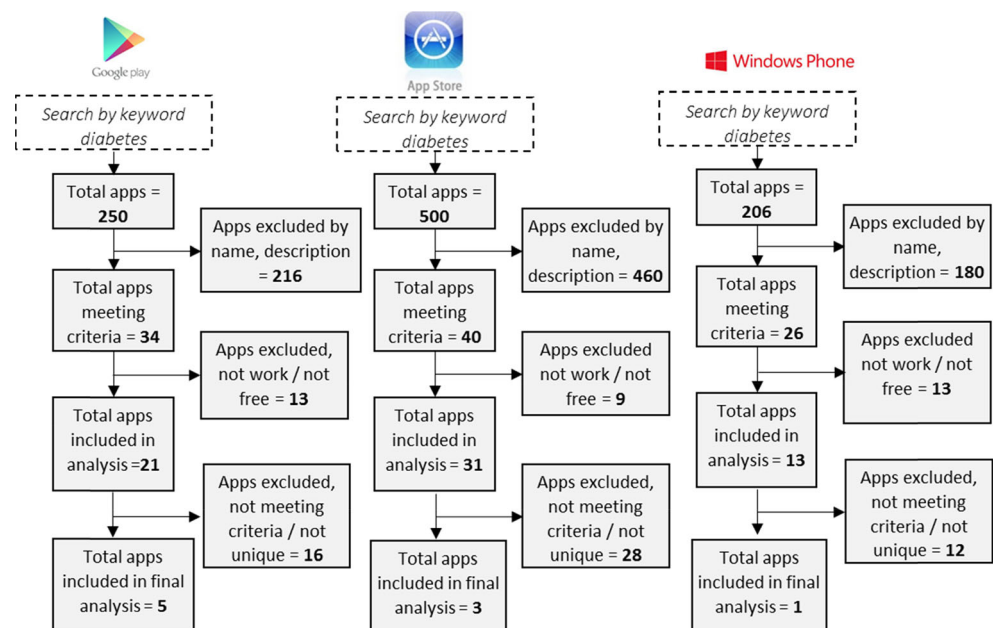 Google play
Search by keyword
diabetes
Total apps =
250
Apps excluded by
name, description
= 216
Total apps
meeting
criteria = 34
Apps excluded,
not work / not
free = 13
Total apps
included in
analysis =21
Apps excluded,
not meeting
criteria / not
unique = 16
Total apps
included in final
analysis = 5
App Store
Search by keyword
diabetes
Total apps =
500
Apps excluded by
name,
description = 460
Total apps
meeting
criteria = 40
Apps excluded
not work / not
free = 9
Total apps
included in
analysis = 31
Apps excluded,
not meeting
criteria / not
unique = 28
Total apps
included in final
analysis = 3
Windows Phone
Search by keyword
diabetes
Total apps =
206
Apps excluded by
name,
description = 180
Total apps
meeting
criteria = 26
Apps excluded
not work / not
free = 13
Total apps
included in
analysis = 13
Apps excluded,
not meeting
criteria / not
unique = 12
Total apps
included in final
analysis = 1